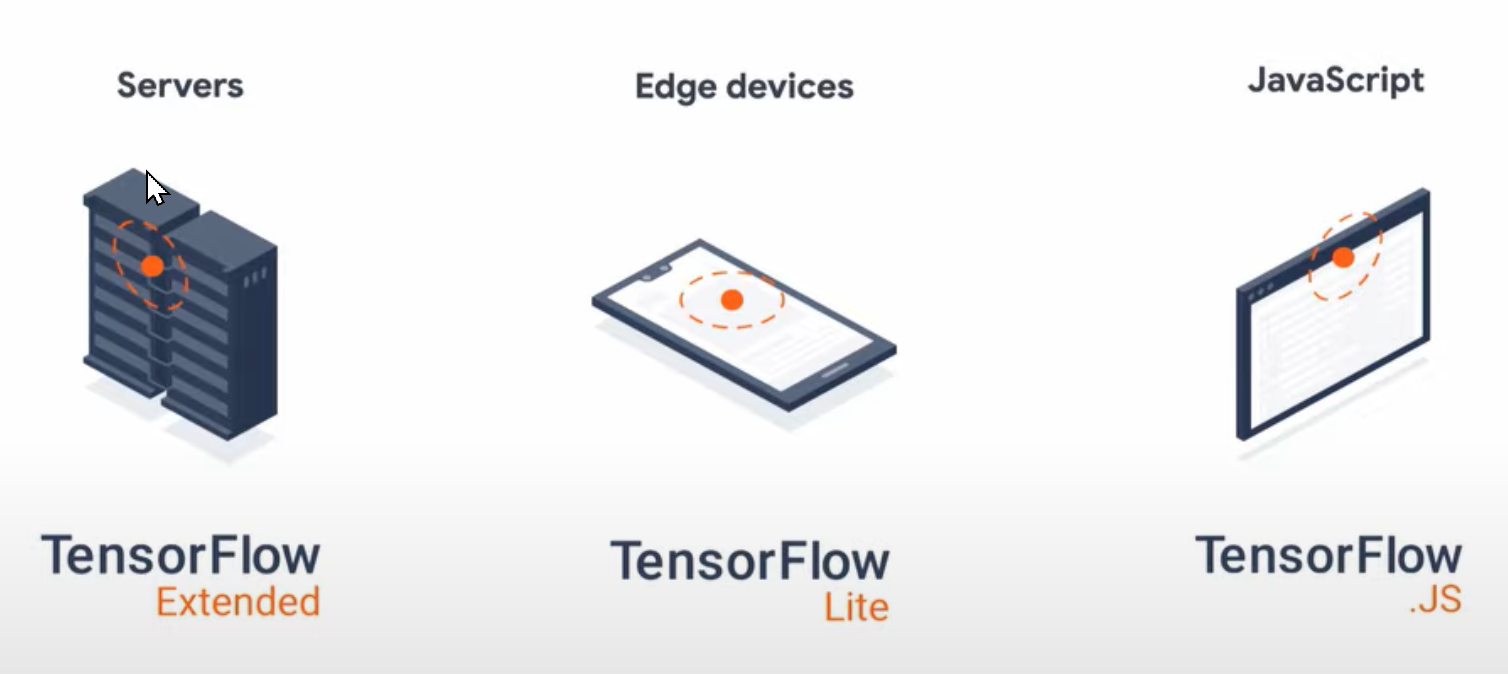 Servers
Edge devices
JavaScript
TensorFlow
Extended
TensorFlow
Lite
TensorFlow
.JS